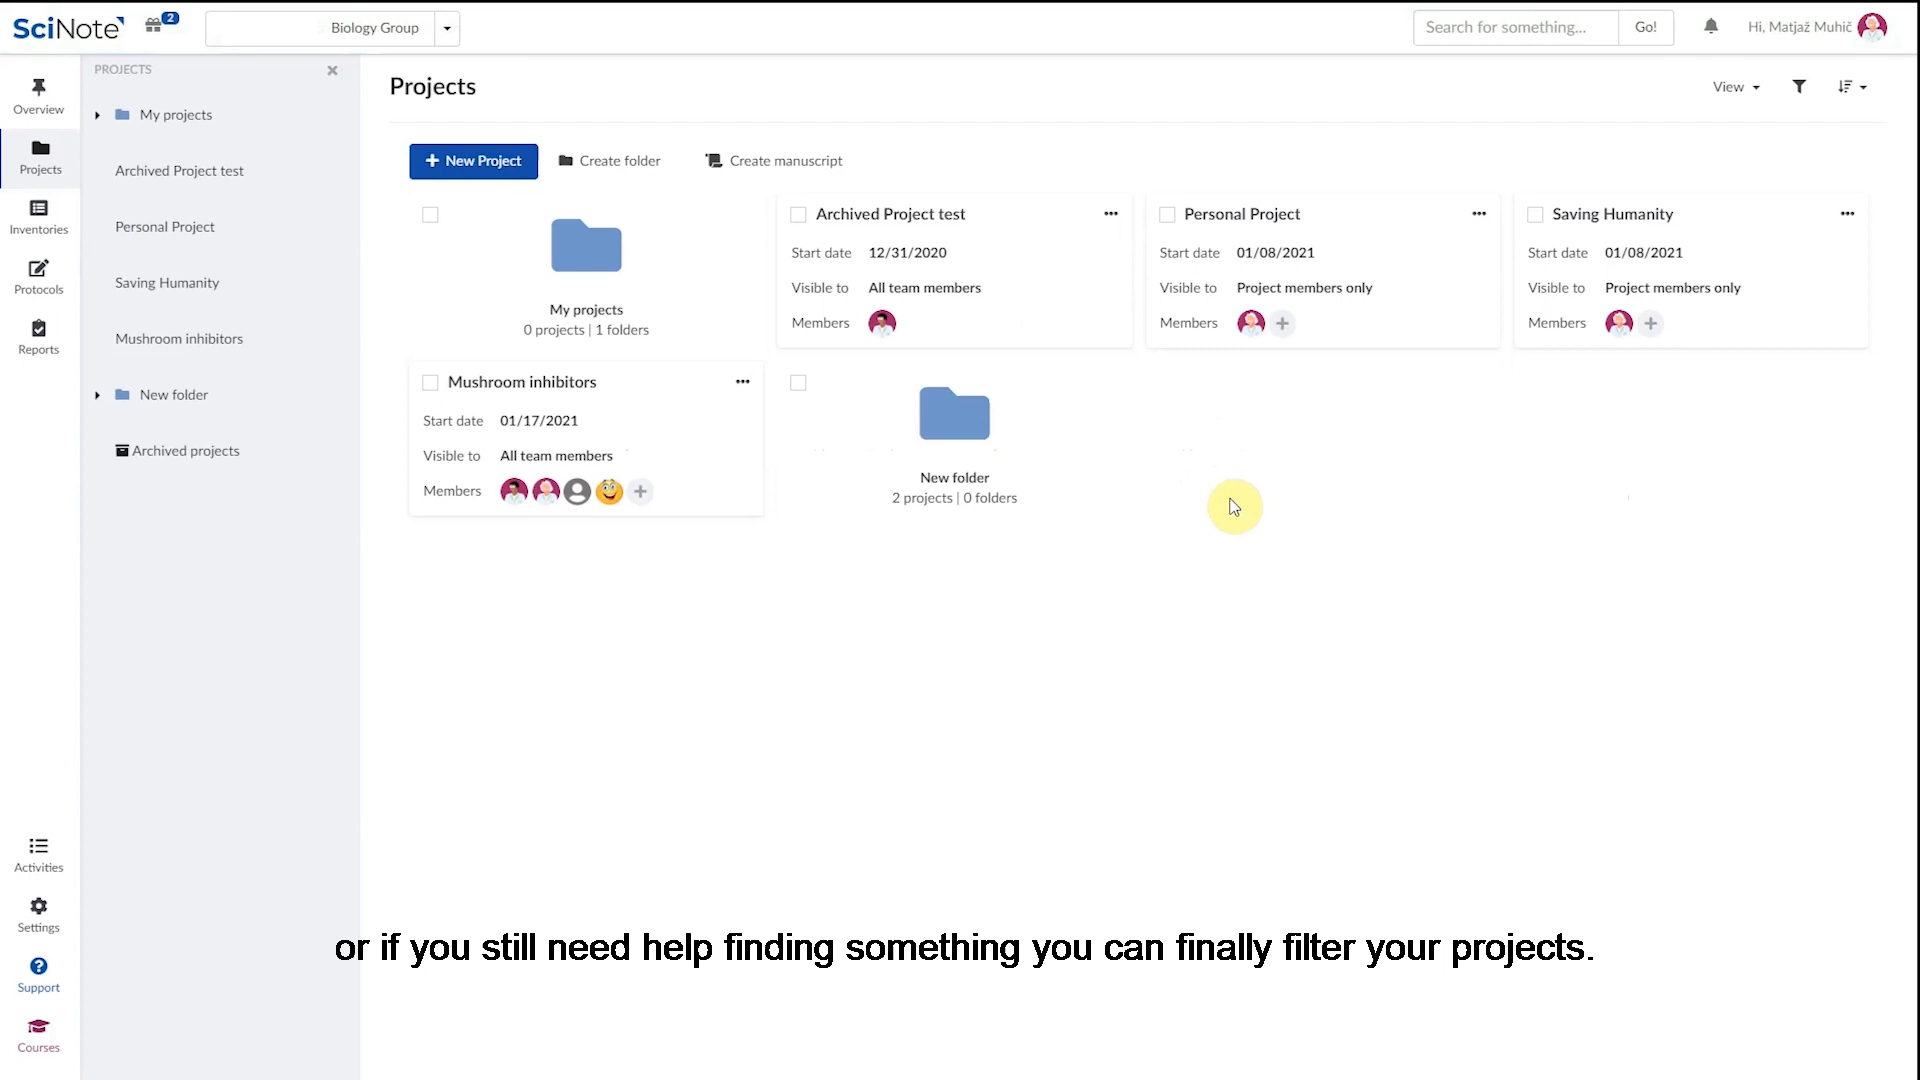 SciNote
2
Biology Group
Search for something...
Go!
Hi, Matjaž Muhič
Overview
Projects
Inventories
Protocols
Reports
Activities
Settings
Support
Courses
PROJECTS
My projects
Archived Project test
Personal Project
Saving Humanity
Mushroom inhibitors
New folder
Archived projects
Projects
View
+ New Project
Create folder
Create manuscript
My projects
0 projects | 1 folders
Archived Project test
Start date 12/31/2020
Visible to All team members
Members
Personal Project
Start date 01/08/2021
Visible to Project members only
Members
Saving Humanity
Start date 01/08/2021
Visible to Project members only
Members
Mushroom inhibitors
Start date 01/17/2021
Visible to All team members
Members
New folder
2 projects | 0 folders
or if you still need help finding something you can finally filter your projects.